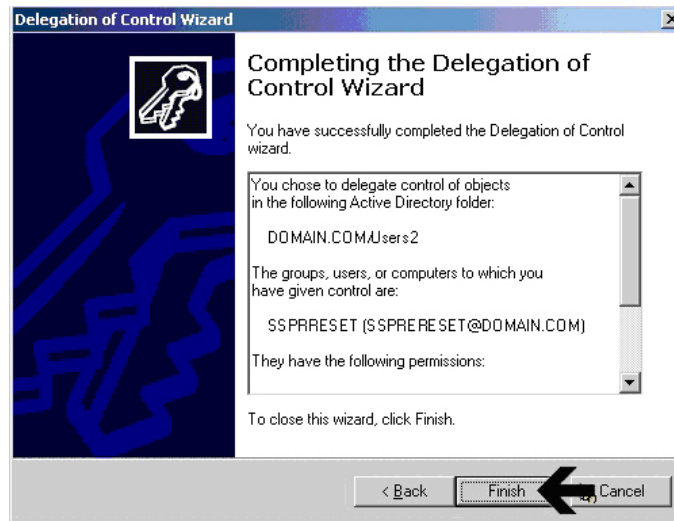 Delegation of Control Wizard
Completing the Delegation of
Control Wizard
You have successfully completed the Delegation of Control
wizard.
You chose to delegate control of objects
in the following Active Directory folder:
DOMAIN.COM/Users2
The groups, users, or computers to which you
have given control are:
SSPRRESET (SSPRERESET@DOMAIN.COM)
They have the following permissions:
To close this wizard, click Finish.
< Back
Finish
Cancel